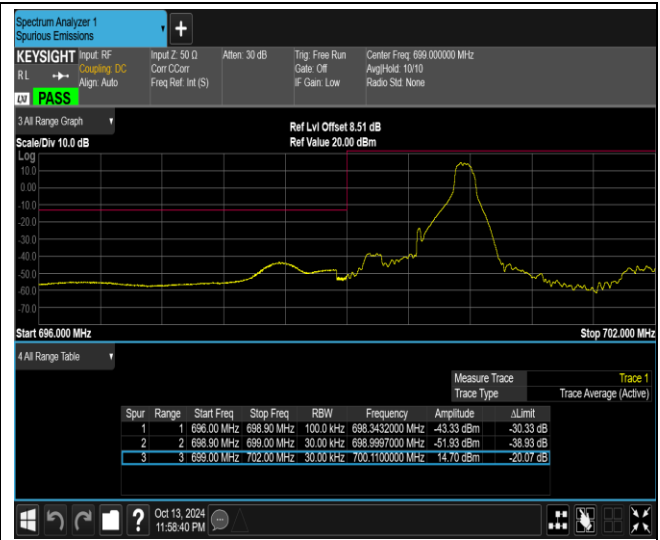 Spectrum Analyzer 1
Spurious Emissions
+
KEYSIGHT Input: RF Input Z: 50 Ω Atten: 30 dB Trig: Free Run Center Freq: 699.000000 MHz
RL Coupling: DC Corr CCorr Gate: Off Avg|Hold: 10/10
Align: Auto Freq Ref: Int (S) IF Gain: Low Radio Std: None
LXI PASS
3 All Range Graph Ref Lvl Offset 8.51 dB
Scale/Div 10.0 dB Ref Value 20.00 dBm
Log
10.0
0.00
-10.0
-20.0
-30.0
-40.0
-50.0
-60.0
-70.0
Start 696.000 MHz Stop 702.000 MHz
4 All Range Table
Measure Trace Trace 1
Trace Type Trace Average (Active)
Spur Range Start Freq Stop Freq RBW Frequency Amplitude ΔLimit
1 1 696.00 MHz 698.90 MHz 100.0 kHz 698.3432000 MHz -43.33 dBm -30.33 dB
2 2 698.90 MHz 699.00 MHz 30.00 kHz 698.9997000 MHz -51.93 dBm -38.93 dB
3 3 699.00 MHz 702.00 MHz 30.00 kHz 700.1100000 MHz 14.70 dBm -20.07 dB
? Oct 13, 2024
11:58:40 PM